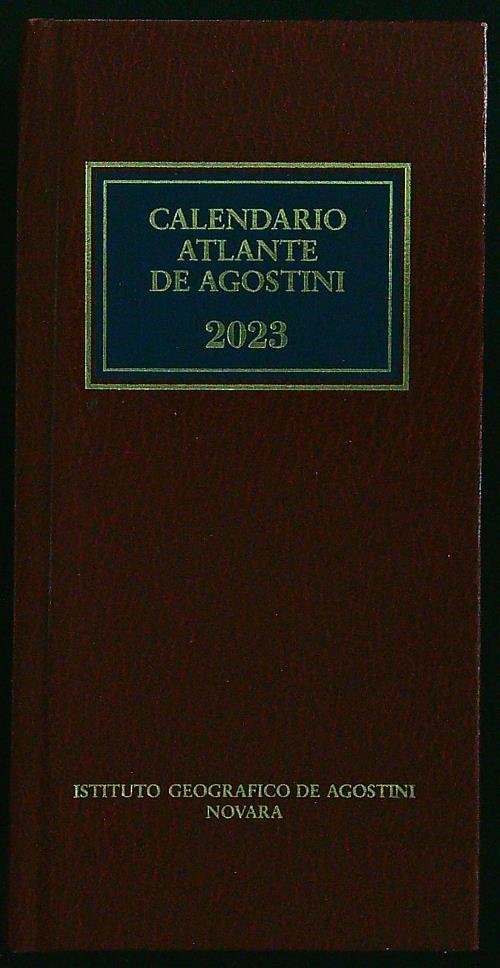 CALENDARIO
ATLANTE
DE AGOSTINI
2023
ISTITUTO GEOGRAFICO DE AGOSTINI
NOVARA